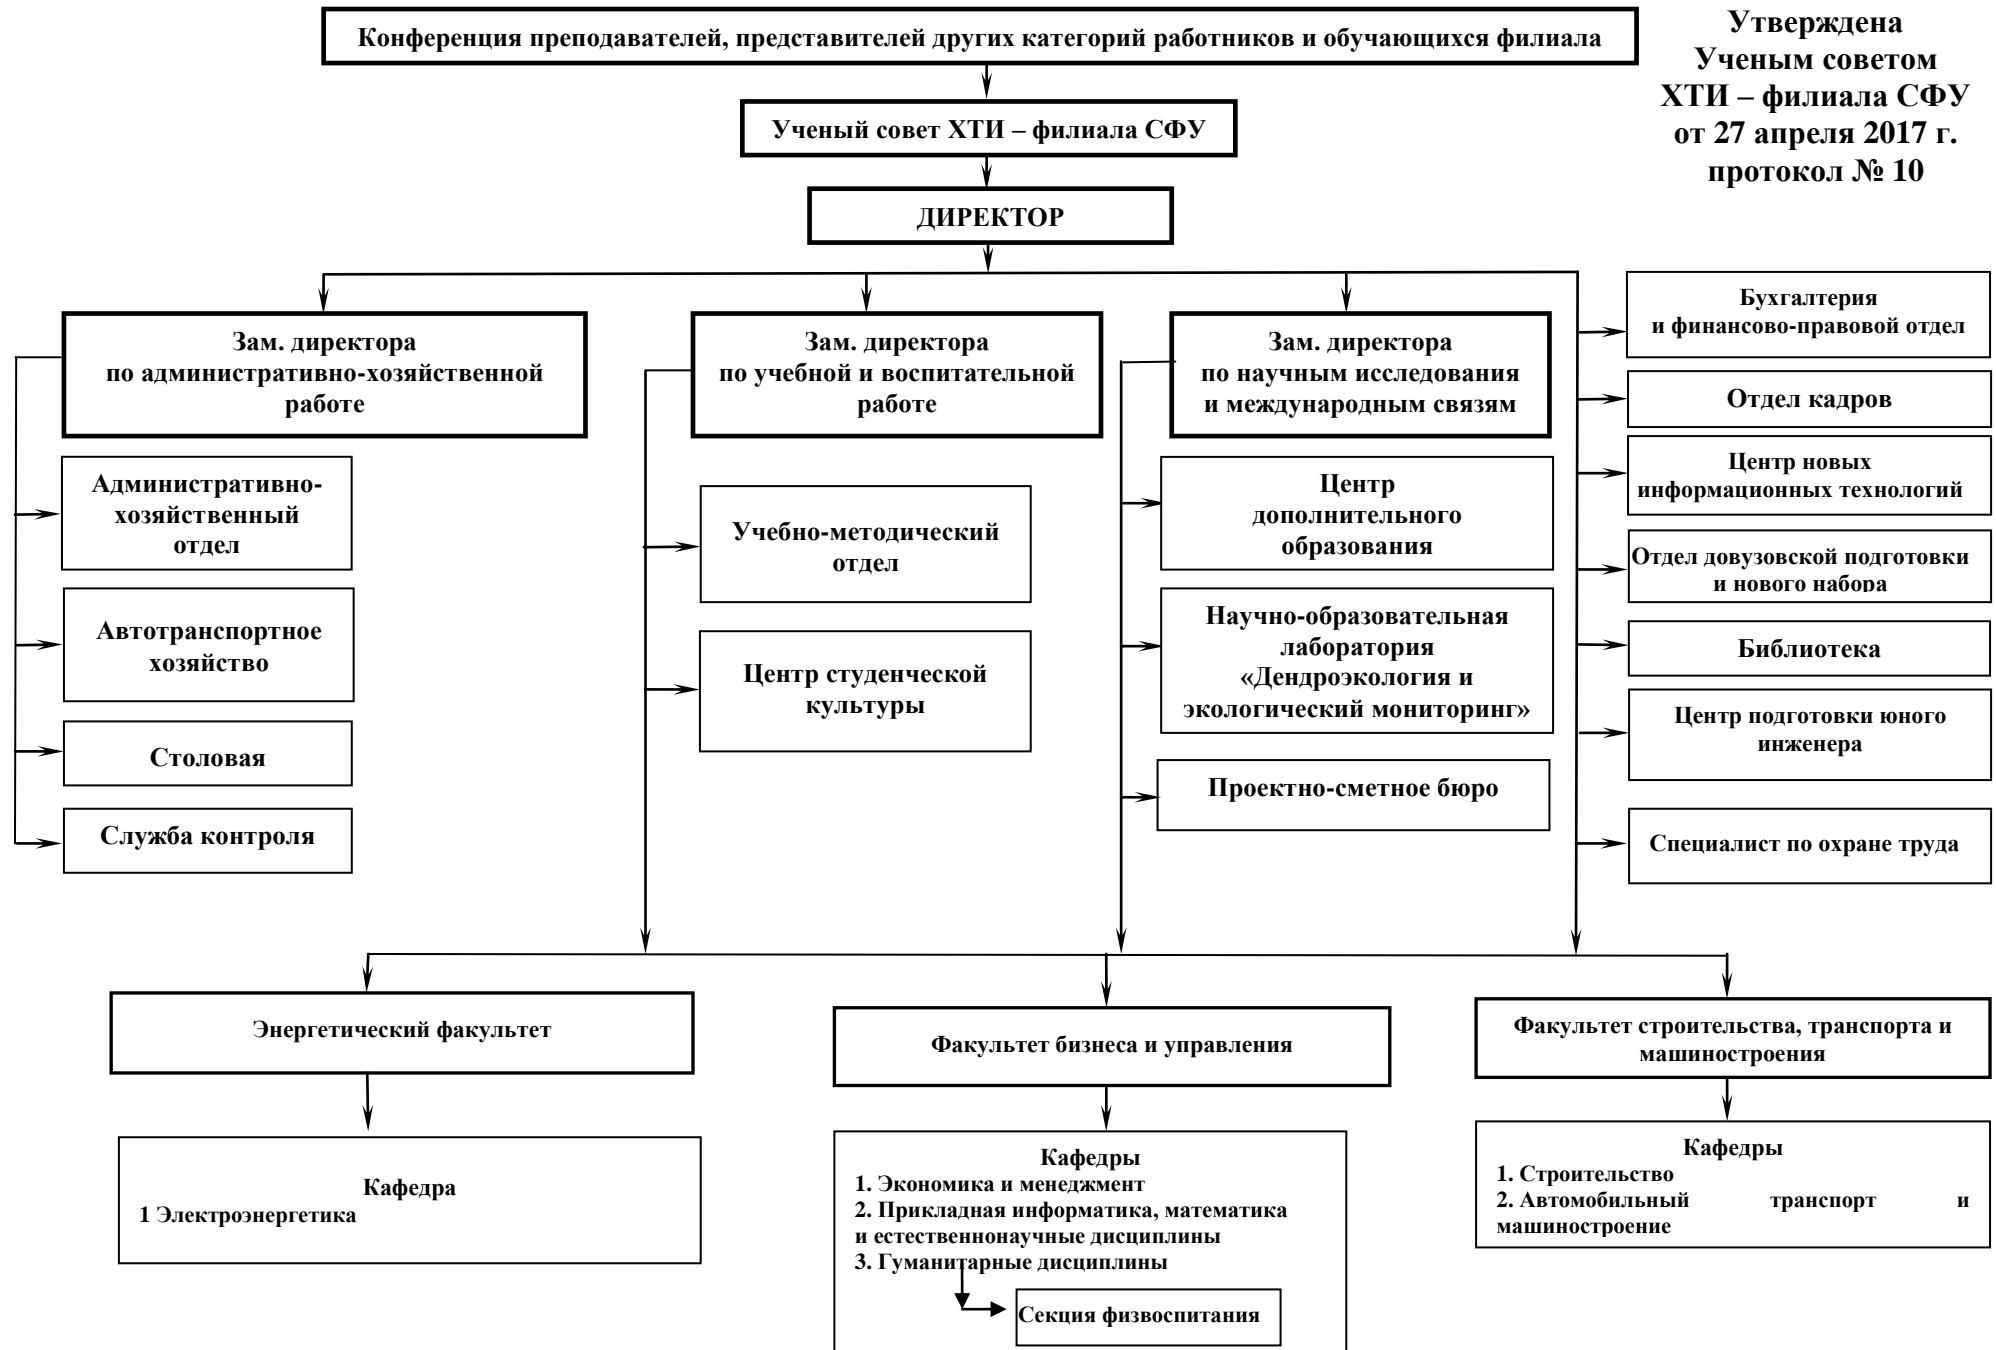 Конференция преподавателей, представителей других категорий работников и обучающихся филиала
Утверждена
Ученым советом
ХТИ – филиала СФУ
от 27 апреля 2017 г.
протокол № 10
Ученый совет ХТИ – филиала СФУ
ДИРЕКТОР
Зам. директора
по административно-хозяйственной
работе
Зам. директора
по учебной и воспитательной
работе
Зам. директора
по научным исследования
и международным связям
Бухгалтерия
и финансово-правовой отдел
Отдел кадров
Центр новых
информационных технологий
Отдел довузовской подготовки
и нового набора
Библиотека
Центр подготовки юного
инженера
Специалист по охране труда
Административно-
хозяйственный
отдел
Автотранспортное
хозяйство
Столовая
Служба контроля
Учебно-методический
отдел
Центр студенческой
культуры
Центр
дополнительного
образования
Научно-образовательная
лаборатория
«Дендроэкология и
экологический мониторинг»
Проектно-сметное бюро
Энергетический факультет
Факультет бизнеса и управления
Факультет строительства, транспорта и
машиностроения
Кафедра
1 Электроэнергетика
Кафедры
1. Экономика и менеджмент
2. Прикладная информатика, математика
и естественнонаучные дисциплины
3. Гуманитарные дисциплины
Секция физвоспитания
Кафедры
1. Строительство
2. Автомобильный транспорт и
машиностроение